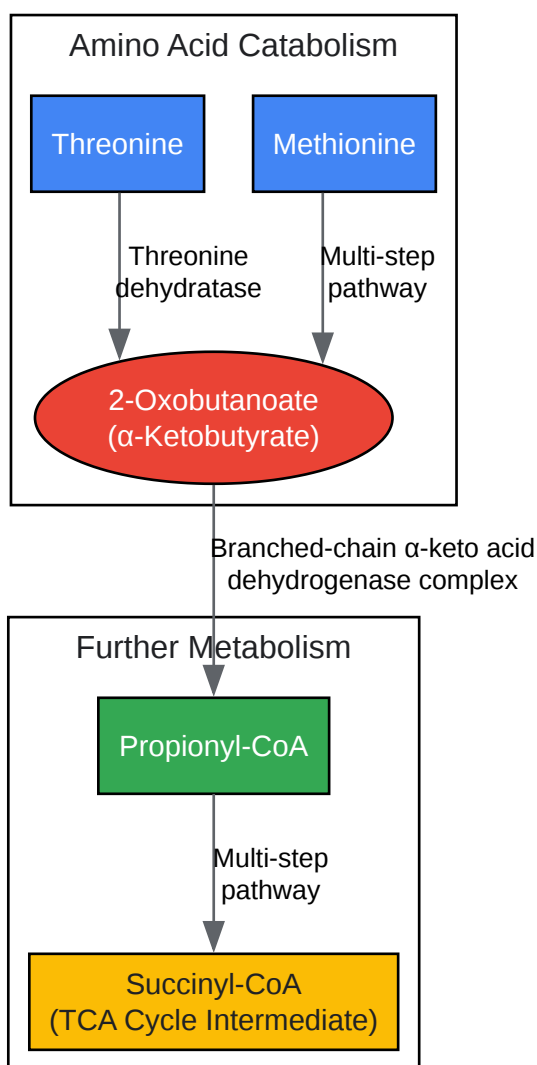 Amino Acid Catabolism
Threonine
Methionine
Threonine
dehydratase
Multi-step
pathway
2-Oxobutanoate
(α-Ketobutyrate)
Branched-chain α-keto acid
dehydrogenase complex
Further Metabolism
Propionyl-CoA
Multi-step
pathway
Succinyl-CoA
(TCA Cycle Intermediate)